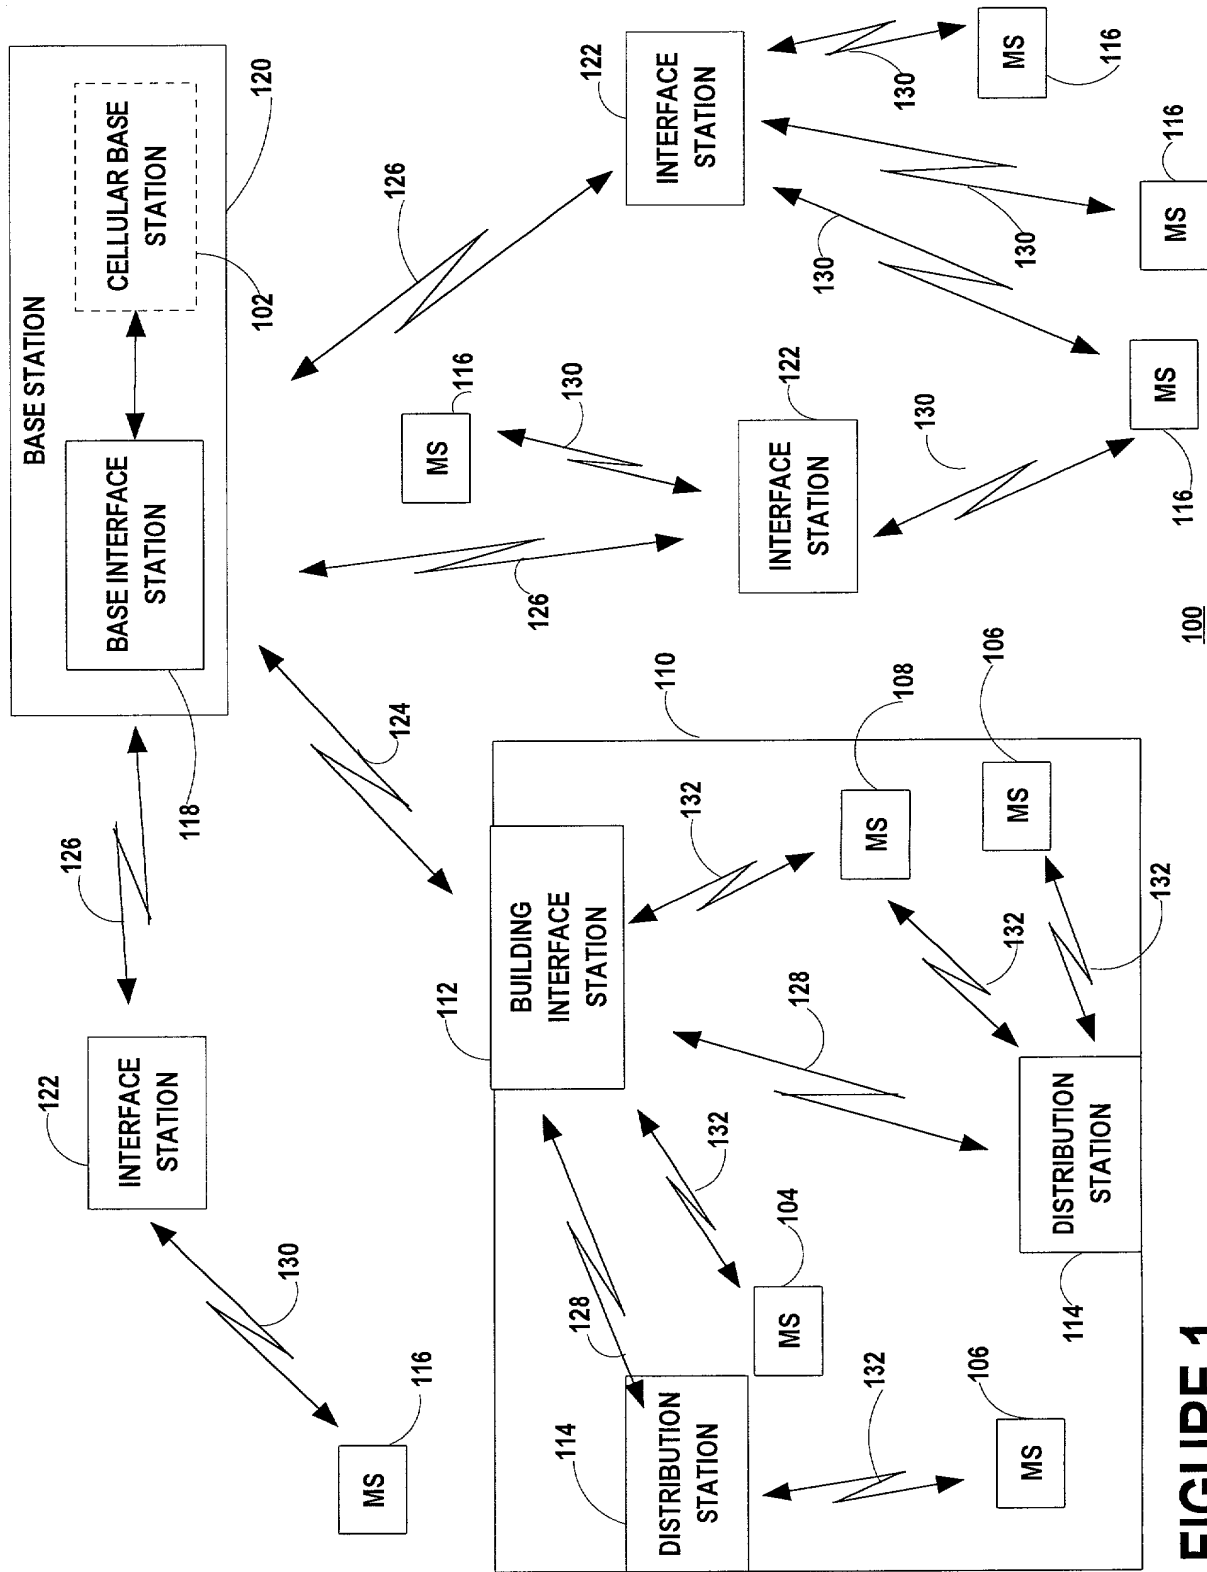 BASE STATION
122
126
INTERFACE
STATION
BASE INTERFACE
STATION
CELLULAR BASE
STATION
118
102
120
130
MS
116
124
126
MS
116
112
BUILDING
INTERFACE
STATION
126
130
122
INTERFACE
STATION
114
128
DISTRIBUTION
STATION
132
110
122
INTERFACE
STATION
132
104
MS
128
130
130
132
108
MS
106
132
130
130
MS
106
MS
MS
116
132
DISTRIBUTION
STATION
114
132
116
MS
116
MS
116
100
FIGURE 1